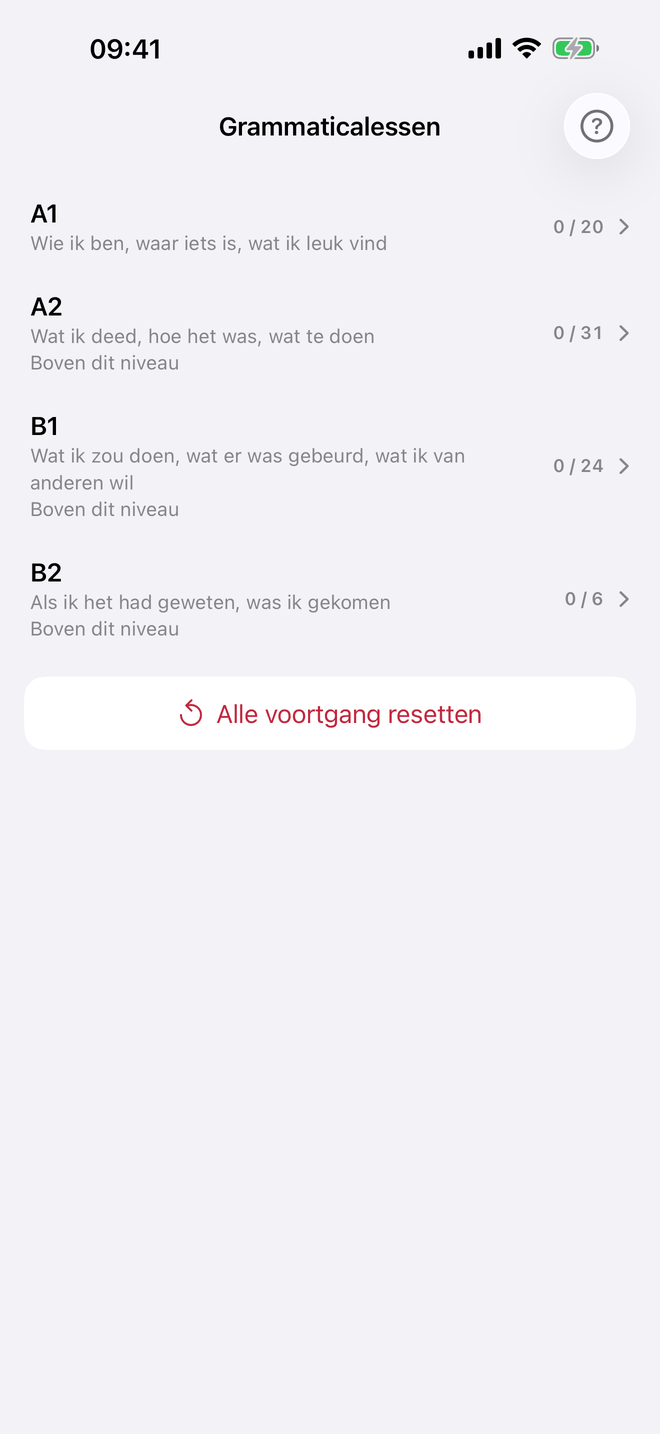 09:41
Grammaticalessen
A1
Wie ik ben, waar iets is, wat ik leuk vind
0 / 20
A2
Wat ik deed, hoe het was, wat te doen
Boven dit niveau
0 / 31
B1
Wat ik zou doen, wat er was gebeurd, wat ik van
anderen wil
Boven dit niveau
0 / 24
B2
Als ik het had geweten, was ik gekomen
Boven dit niveau
0 / 6
Alle voortgang resetten